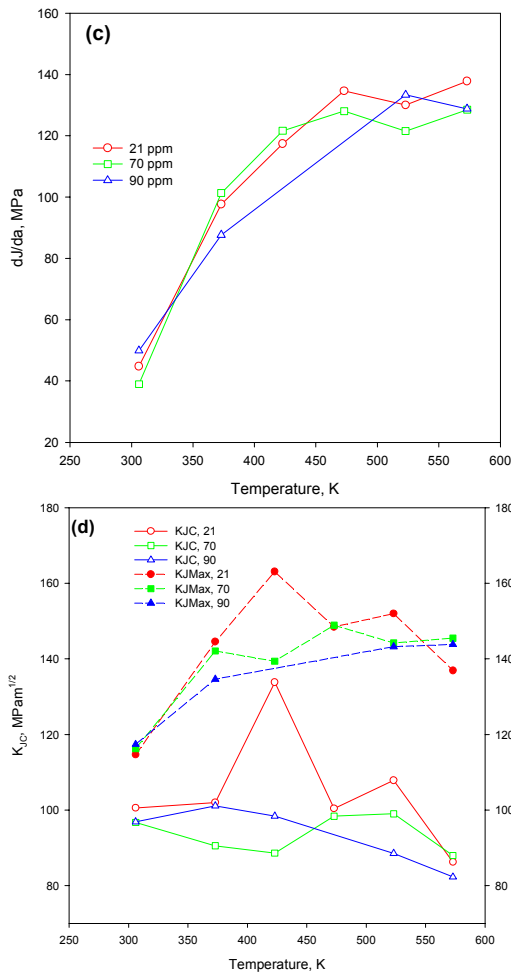 (c)
160
140
120
100
80
60
40
20
dJ/da, MPa
21 ppm
70 ppm
90 ppm
250 300 350 400 450 500 550 600
Temperature, K
(d)
180 180
160 160
140 140
120 120
100 100
80 80
K_JC, MPam^1/2
KJC, 21
KJC, 70
KJC, 90
KJMax, 21
KJMax, 70
KJMax, 90
250 300 350 400 450 500 550 600
Temperature, K